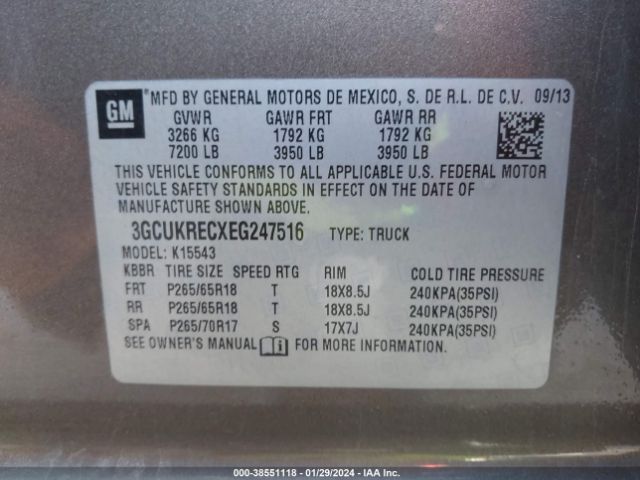 GM MFD BY GENERAL MOTORS DE MEXICO, S. DE R.L. DE C.V. 09/13
GVWR GAWR FRT GAWR RR
3266 KG 1792 KG 1792 KG
7200 LB 3950 LB 3950 LB
THIS VEHICLE CONFORMS TO ALL APPLICABLE U.S. FEDERAL MOTOR
VEHICLE SAFETY STANDARDS IN EFFECT ON THE DATE OF
MANUFACTURE SHOWN ABOVE.
3GCUKRECXEG247516 TYPE: TRUCK
MODEL: K15543
KBBR TIRE SIZE SPEED RTG RIM COLD TIRE PRESSURE
FRT P265/65R18 T 18X8.5J 240KPA(35PSI)
RR P265/65R18 T 18X8.5J 240KPA(35PSI)
SPA P265/70R17 S 17X7J 240KPA(35PSI)
SEE OWNER'S MANUAL FOR MORE INFORMATION.
000-38551118 - 01/29/2024 - IAA Inc.